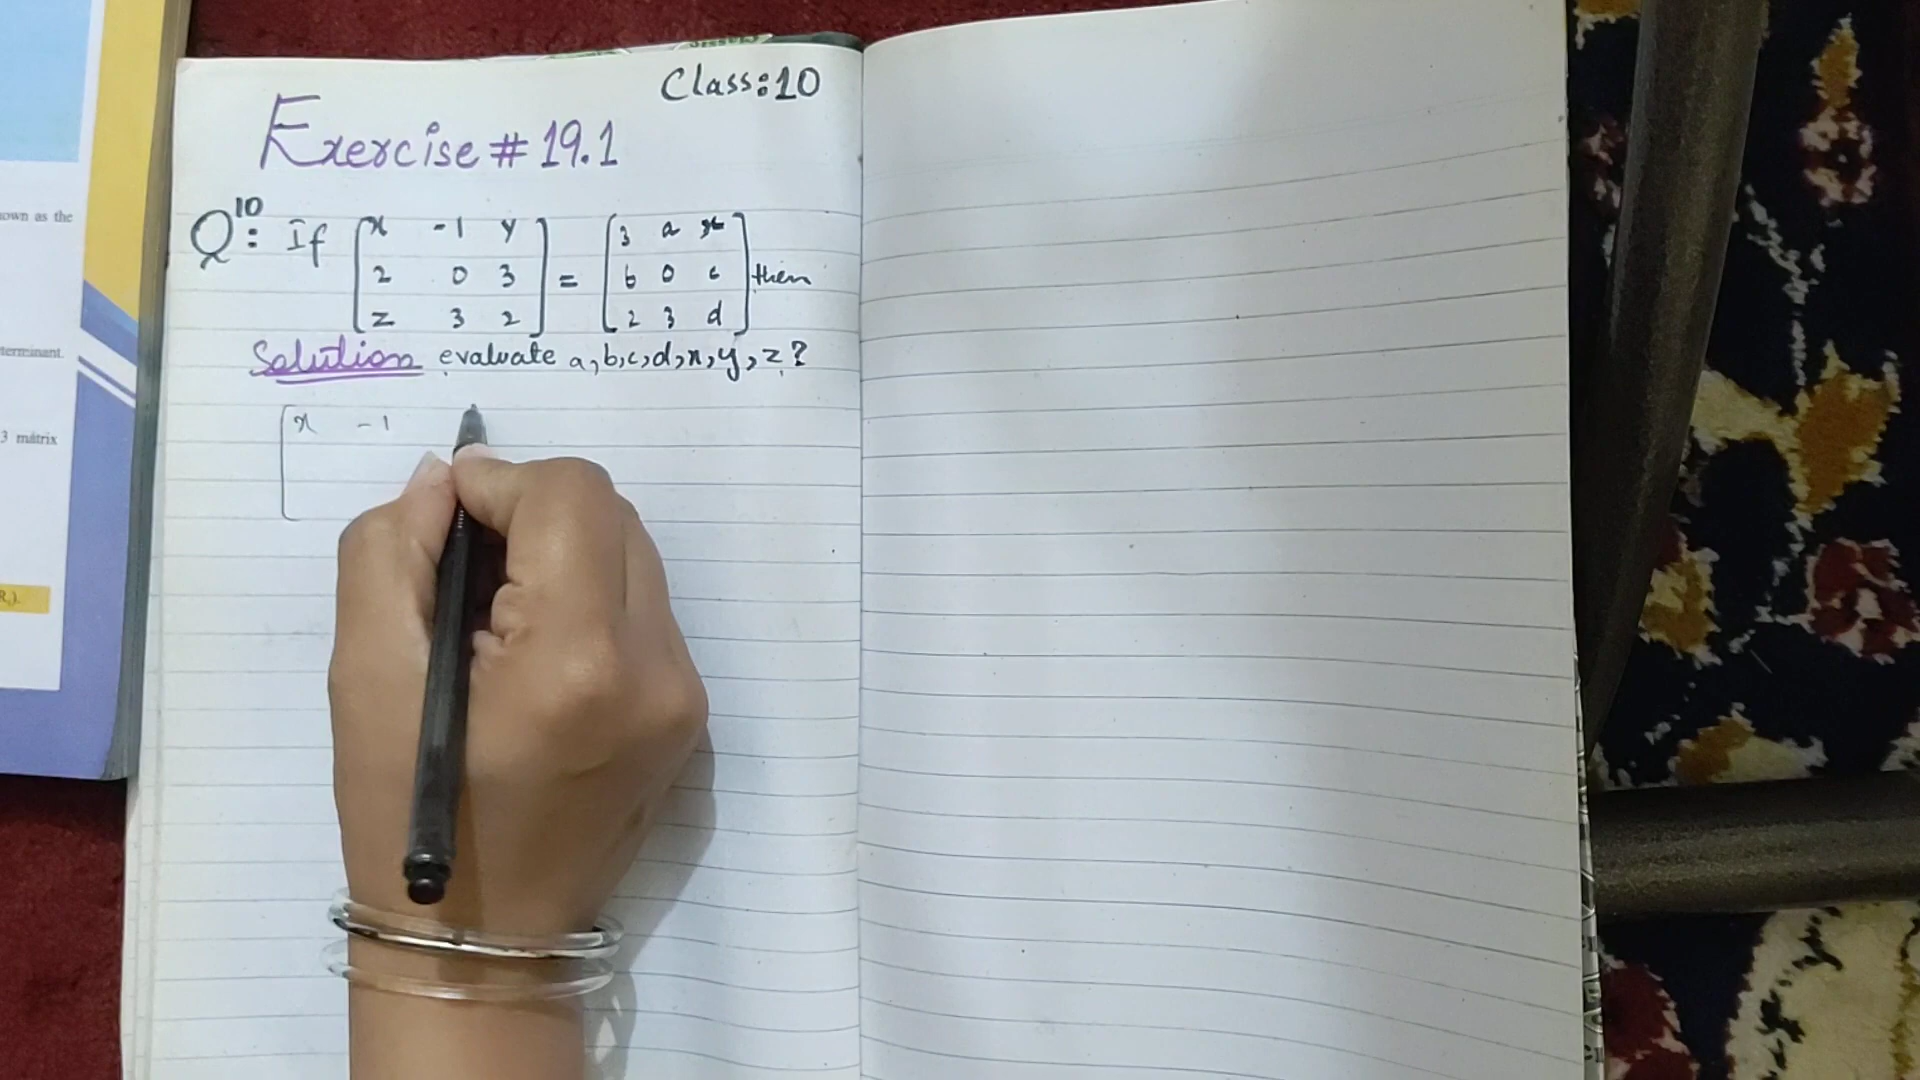 Class:10
Exercise # 19.1
Q10: If [x -1 y = [3 a
2 0 3 b 0 c then
z 3 2] 2 3 d]
Solution evaluate a,b,c,d,x,y,z?
[x -1
own as the
terminant.
3 matrix
R,).